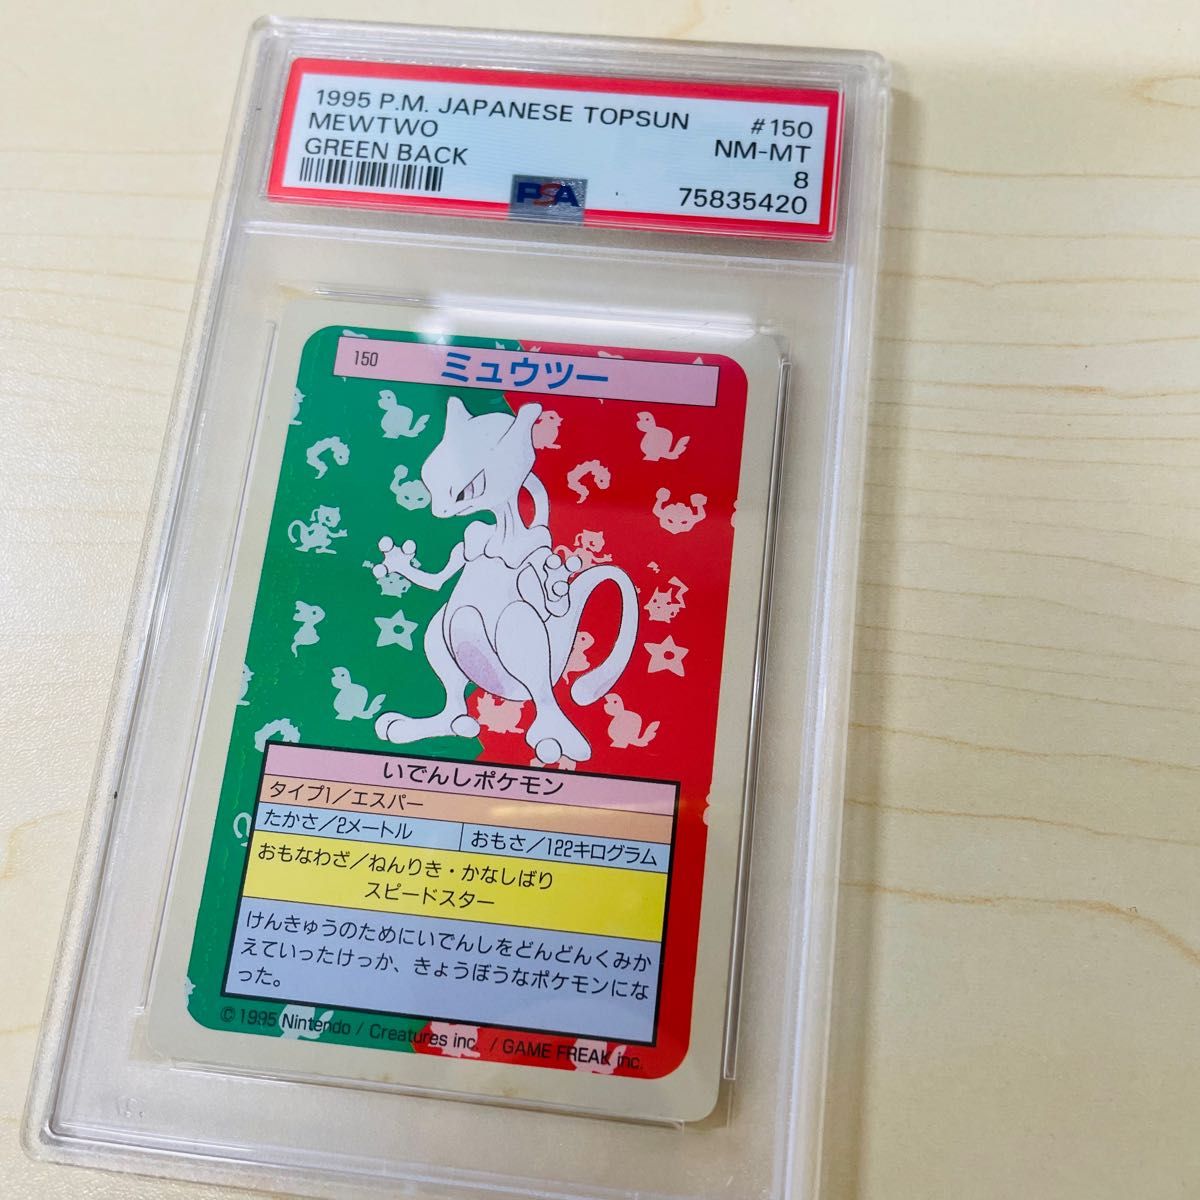 1995 P.M. JAPANESE TOPSUN #150
MEWTWO NM-MT
GREEN BACK 8
PSA 75835420
150 ミュウツー
いでんしポケモン
タイプ1/エスパー
たかさ/2メートル おもさ/122キログラム
おもなわざ/ねんりき・かなしばり
スピードスター
けんきゅうのためにいでんしをどんどんくみか
えていったけっか、きょうぼうなポケモンにな
った。
© 1995 Nintendo / Creatures inc. / GAME FREAK inc.